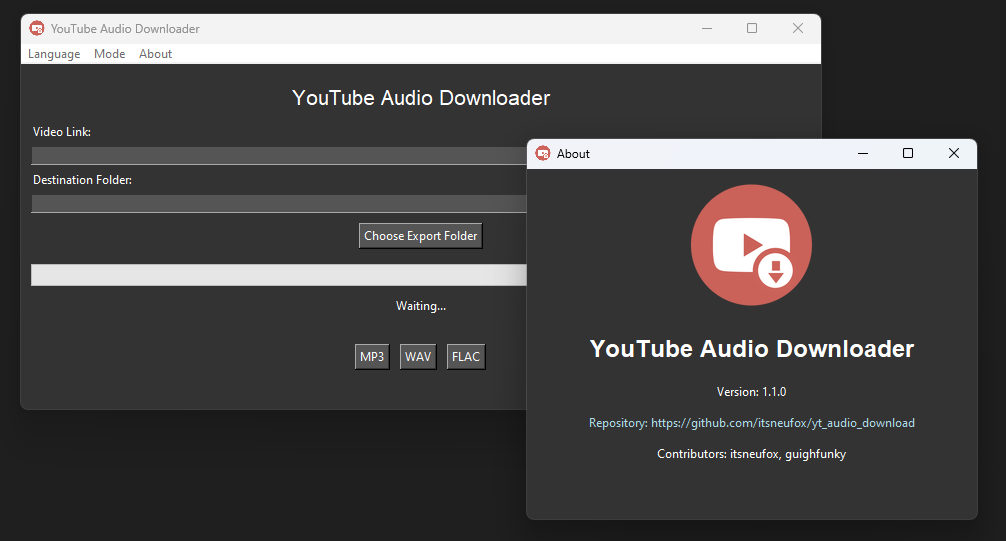 YouTube Audio Downloader
Language Mode About
YouTube Audio Downloader
Video Link:
Destination Folder:
Choose Export Folder
Waiting...
MP3 WAV FLAC
About
YouTube Audio Downloader
Version: 1.1.0
Repository: https://github.com/itsneufox/yt_audio_download
Contributors: itsneufox, guighfunky